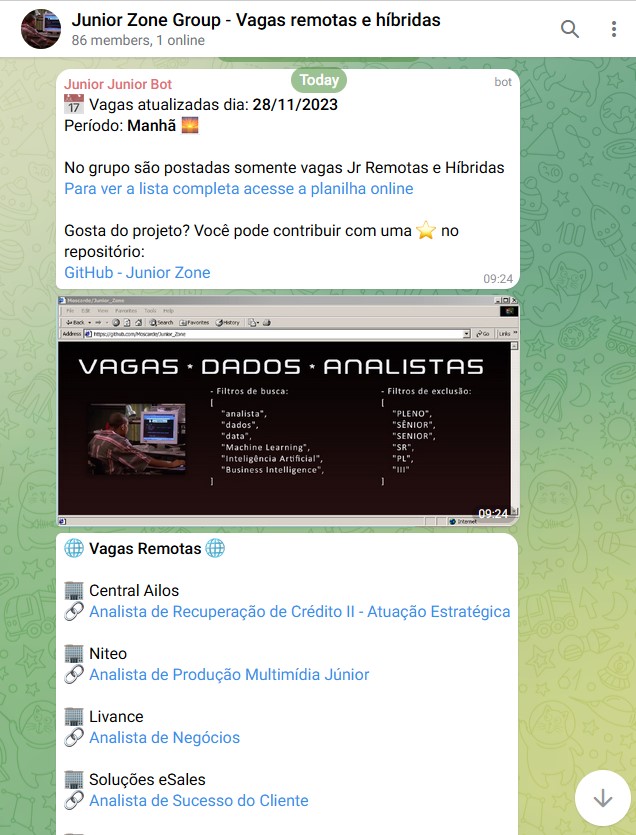 Junior Zone Group - Vagas remotas e híbridas
86 members, 1 online
Today
Junior Junior Bot
bot
17 Vagas atualizadas dia: 28/11/2023
Período: Manhã
No grupo são postadas somente vagas Jr Remotas e Híbridas
Para ver a lista completa acesse a planilha online
Gosta do projeto? Você pode contribuir com uma ⭐ no
repositório:
GitHub - Junior Zone
09:24
Moscarde/Junior_Zone
File Edit View Favorites Tools Help
Back Search Favorites History
Address https://github.com/Moscarde/Junior_Zone Go Links
VAGAS * DADOS * ANALISTAS
- Filtros de busca:
[
"analista",
"dados",
"data",
"Machine Learning",
"Inteligência Artificial",
"Business Intelligence",
]
- Filtros de exclusão:
[
"PLENO",
"SÊNIOR",
"SENIOR",
"SR",
"PL",
"III"
]
09:24
Internet
🌐 Vagas Remotas 🌐
Central Ailos
Analista de Recuperação de Crédito II - Atuação Estratégica
Niteo
Analista de Produção Multimídia Júnior
Livance
Analista de Negócios
Soluções eSales
Analista de Sucesso do Cliente